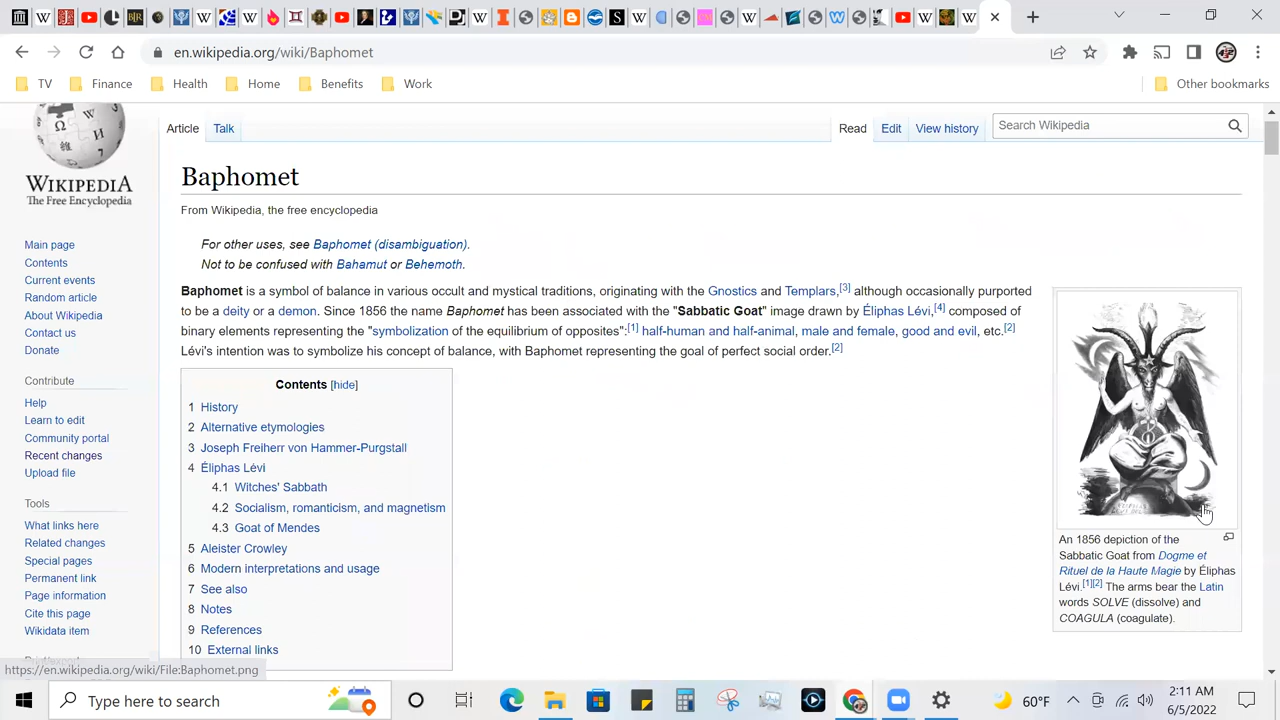 en.wikipedia.org/wiki/Baphomet
TV Finance Health Home Benefits Work Other bookmarks
WIKIPEDIA
The Free Encyclopedia
Main page
Contents
Current events
Random article
About Wikipedia
Contact us
Donate
Contribute
Help
Learn to edit
Community portal
Recent changes
Upload file
Tools
What links here
Related changes
Special pages
Permanent link
Page information
Cite this page
Wikidata item
Article Talk Read Edit View history Search Wikipedia
Baphomet
From Wikipedia, the free encyclopedia
For other uses, see Baphomet (disambiguation).
Not to be confused with Bahamut or Behemoth.
Baphomet is a symbol of balance in various occult and mystical traditions, originating with the Gnostics and Templars,[3] although occasionally purported
to be a deity or a demon. Since 1856 the name Baphomet has been associated with the "Sabbatic Goat" image drawn by Éliphas Lévi,[4] composed of
binary elements representing the "symbolization of the equilibrium of opposites":[1] half-human and half-animal, male and female, good and evil, etc.[2]
Lévi's intention was to symbolize his concept of balance, with Baphomet representing the goal of perfect social order.[2]
Contents [hide]
1 History
2 Alternative etymologies
3 Joseph Freiherr von Hammer-Purgstall
4 Éliphas Lévi
4.1 Witches' Sabbath
4.2 Socialism, romanticism, and magnetism
4.3 Goat of Mendes
5 Aleister Crowley
6 Modern interpretations and usage
7 See also
8 Notes
9 References
10 External links
An 1856 depiction of the
Sabbatic Goat from Dogme et
Rituel de la Haute Magie by Éliphas
Lévi.[1][2] The arms bear the Latin
words SOLVE (dissolve) and
COAGULA (coagulate).
https://en.wikipedia.org/wiki/File:Baphomet.png
Type here to search
60°F
2:11 AM
6/5/2022